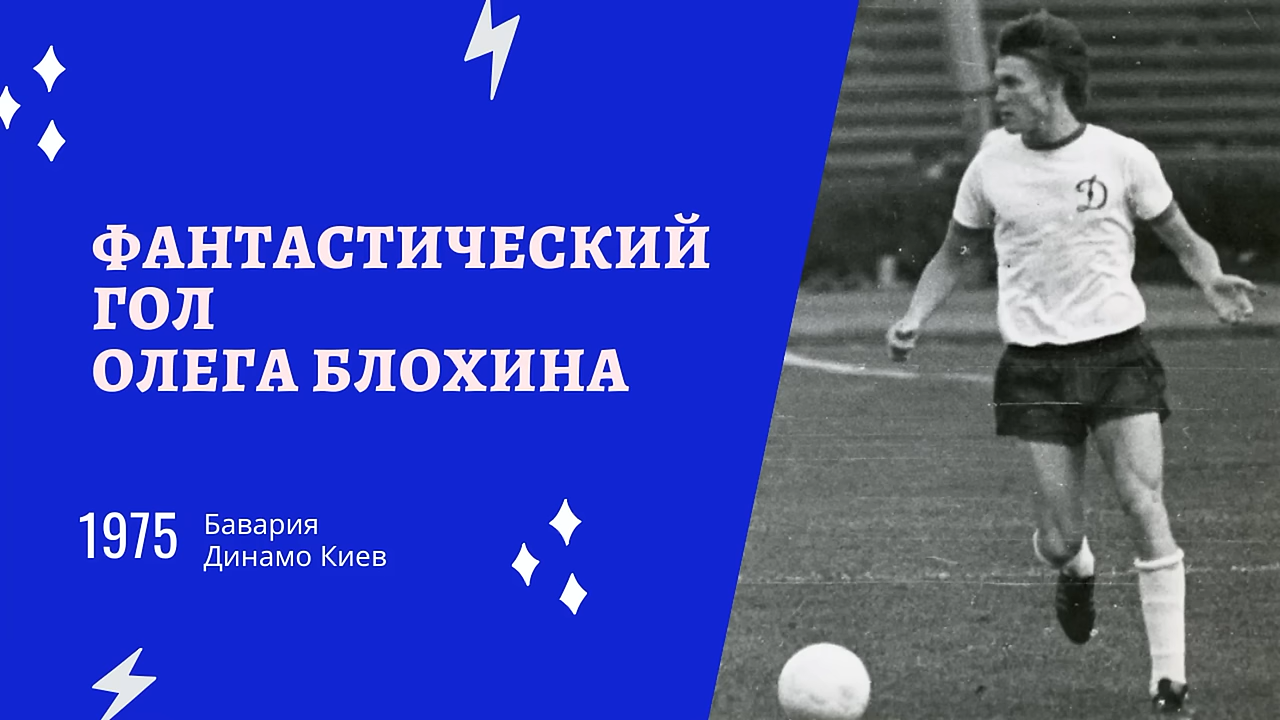 ФАНТАСТИЧЕСКИЙ
ГОЛ
ОЛЕГА БЛОХИНА
1975
Бавария
Динамо Киев
Д